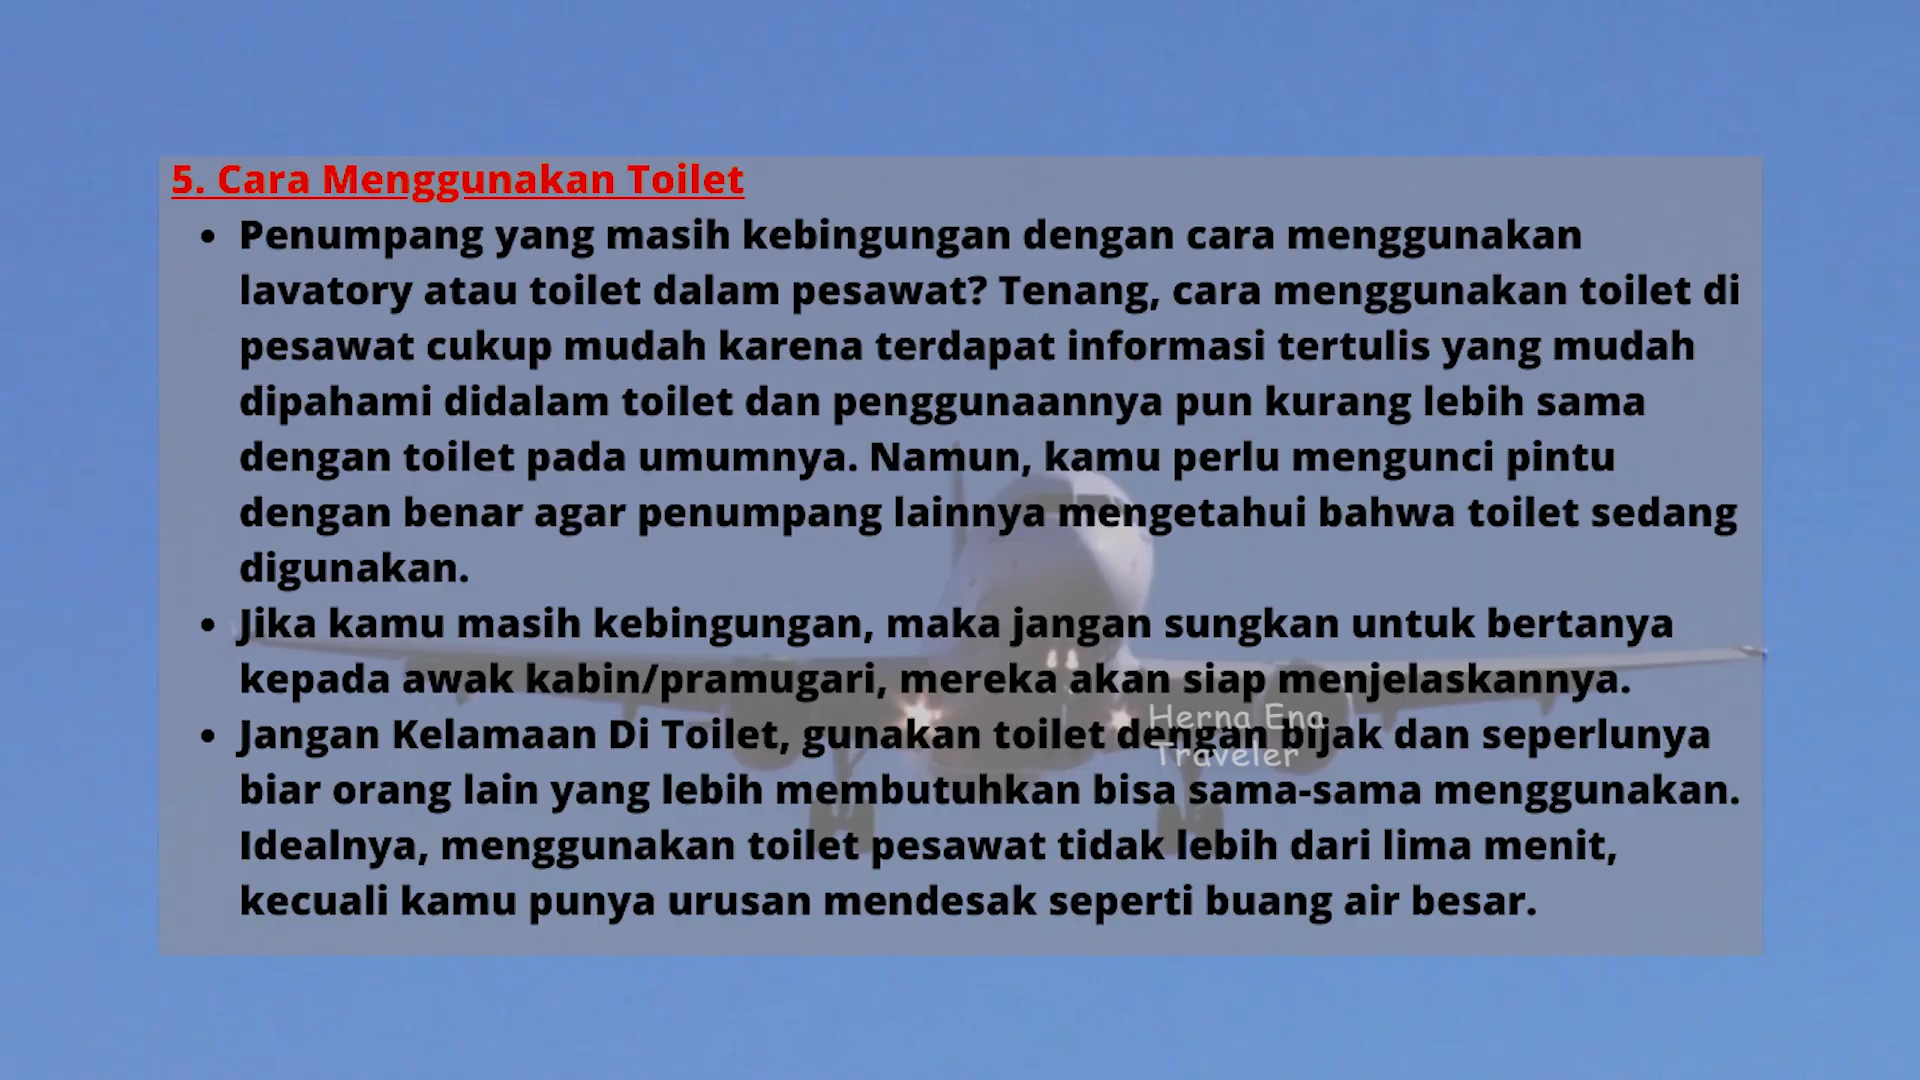 5. Cara Menggunakan Toilet
• Penumpang yang masih kebingungan dengan cara menggunakan
lavatory atau toilet dalam pesawat? Tenang, cara menggunakan toilet di
pesawat cukup mudah karena terdapat informasi tertulis yang mudah
dipahami didalam toilet dan penggunaannya pun kurang lebih sama
dengan toilet pada umumnya. Namun, kamu perlu mengunci pintu
dengan benar agar penumpang lainnya mengetahui bahwa toilet sedang
digunakan.
• Jika kamu masih kebingungan, maka jangan sungkan untuk bertanya
kepada awak kabin/pramugari, mereka akan siap menjelaskannya.
• Jangan Kelamaan Di Toilet, gunakan toilet dengan bijak dan seperlunya
biar orang lain yang lebih membutuhkan bisa sama-sama menggunakan.
Idealnya, menggunakan toilet pesawat tidak lebih dari lima menit,
kecuali kamu punya urusan mendesak seperti buang air besar.
Herna Ena
Traveler